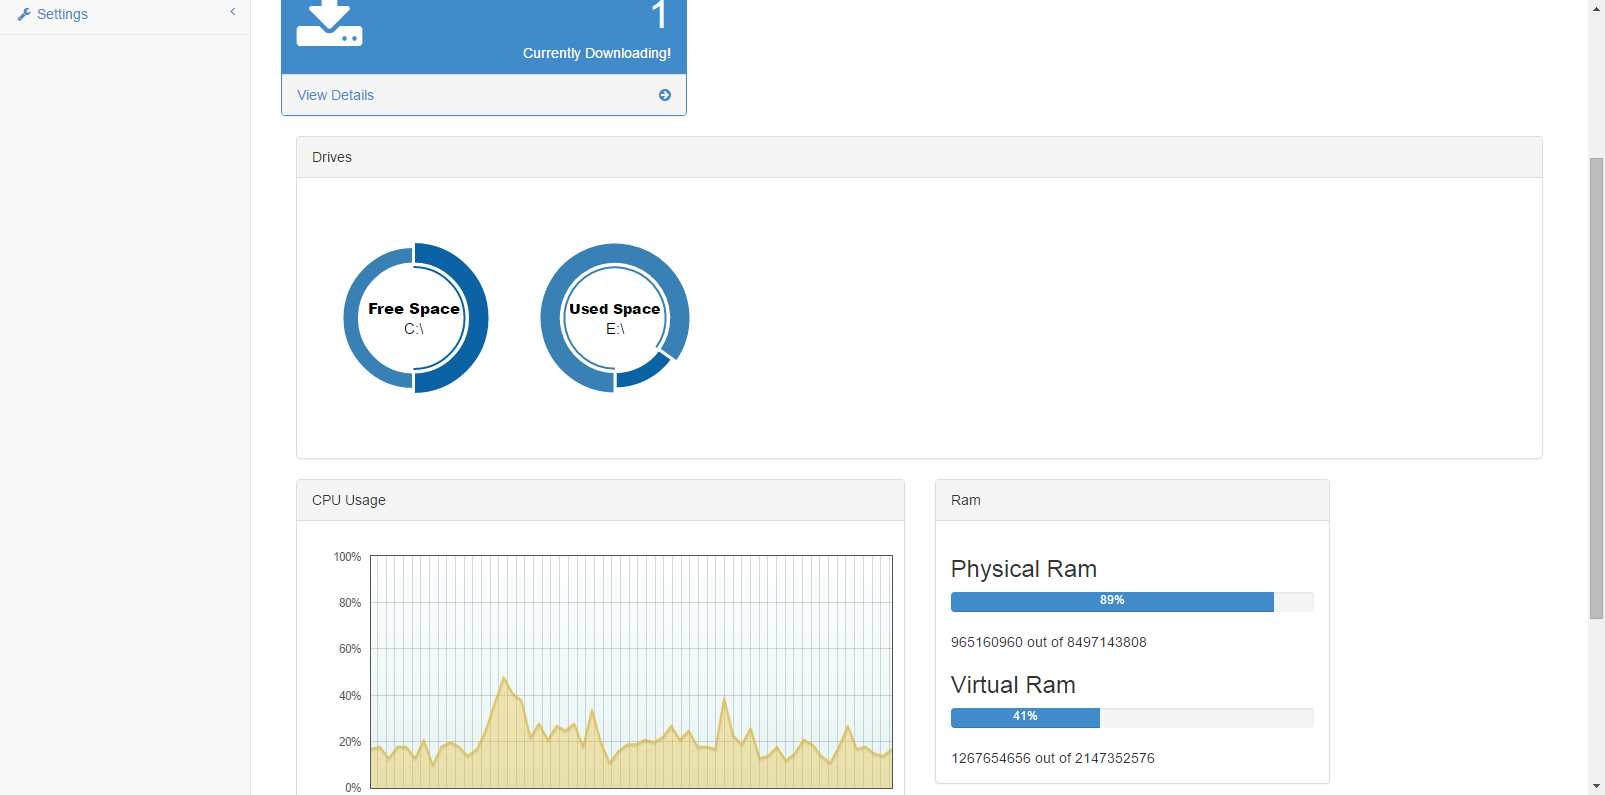 Settings
1
Currently Downloading!
View Details
Drives
Free Space
C:\
Used Space
E:\
CPU Usage
100%
80%
60%
40%
20%
0%
Ram
Physical Ram
89%
965160960 out of 8497143808
Virtual Ram
41%
1267654656 out of 2147352576